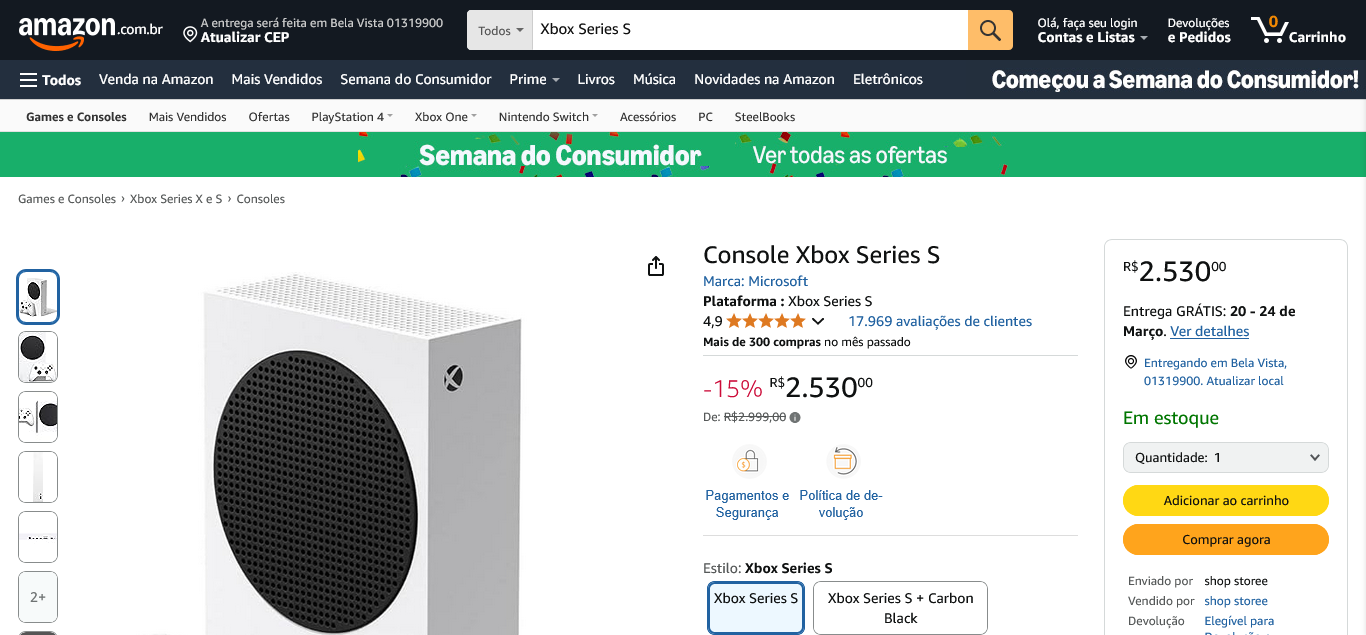 amazon.com.br
A entrega será feita em Bela Vista 01319900
Atualizar CEP
Todos
Xbox Series S
Olá, faça seu login
Contas e Listas
Devoluções
e Pedidos
0
Carrinho
Todos
Venda na Amazon
Mais Vendidos
Semana do Consumidor
Prime
Livros
Música
Novidades na Amazon
Eletrônicos
Começou a Semana do Consumidor!
Games e Consoles
Mais Vendidos
Ofertas
PlayStation 4
Xbox One
Nintendo Switch
Acessórios
PC
SteelBooks
Semana do Consumidor
Ver todas as ofertas
Games e Consoles › Xbox Series X e S › Consoles
2+
Console Xbox Series S
Marca: Microsoft
Plataforma : Xbox Series S
4,9
17.969 avaliações de clientes
Mais de 300 compras no mês passado
-15% R$2.53000
De: R$2.999,00
Pagamentos e
Segurança
Política de de-
volução
Estilo: Xbox Series S
Xbox Series S
Xbox Series S + Carbon
Black
R$2.53000
Entrega GRÁTIS: 20 - 24 de
Março. Ver detalhes
Entregando em Bela Vista,
01319900. Atualizar local
Em estoque
Quantidade: 1
Adicionar ao carrinho
Comprar agora
Enviado por shop storee
Vendido por shop storee
Devolução Elegível para